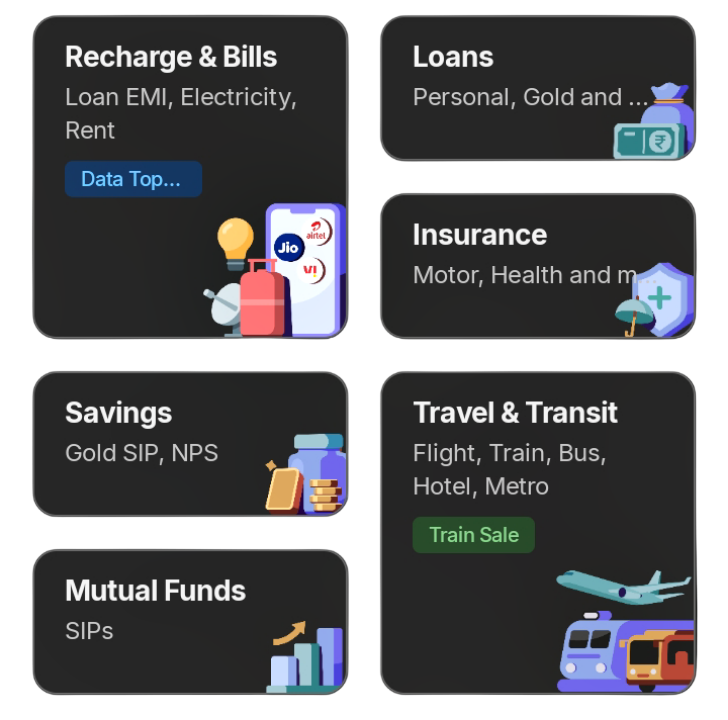 Recharge & Bills
Loan EMI, Electricity,
Rent
Data Top...
Jio
airtel
VI
Loans
Personal, Gold and ...
Insurance
Motor, Health and m...
Savings
Gold SIP, NPS
Travel & Transit
Flight, Train, Bus,
Hotel, Metro
Train Sale
Mutual Funds
SIPs